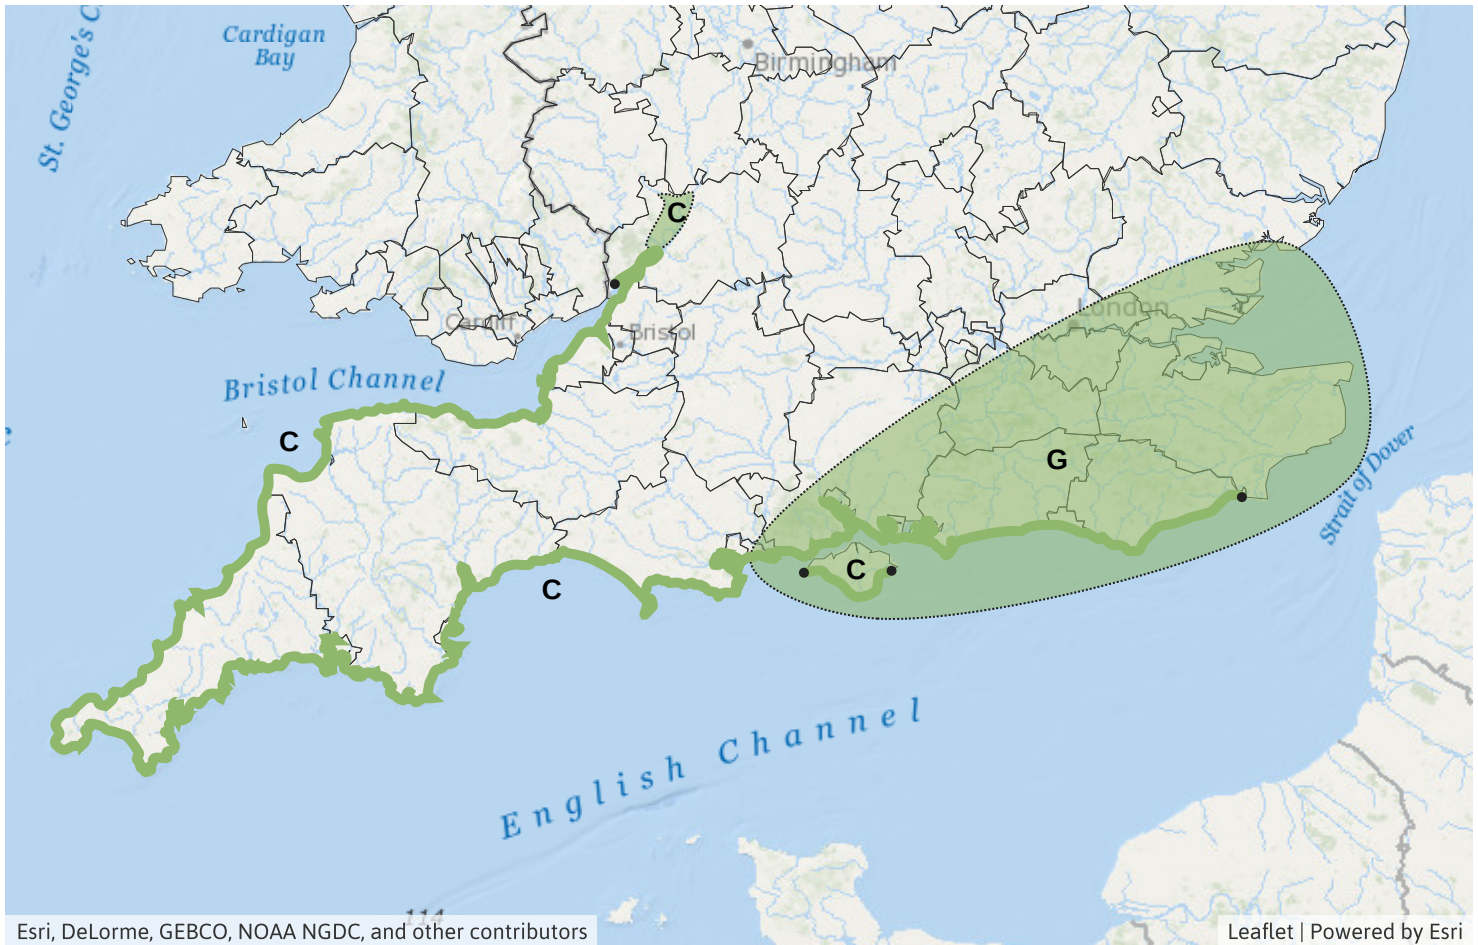 St. George's C
Cardigan
Bay
Birmingham
C
London
Cardiff
Bristol
Bristol Channel
C
G
Strait of Dover
C
C
English Channel
114
Esri, DeLorme, GEBCO, NOAA NGDC, and other contributors
Leaflet | Powered by Esri